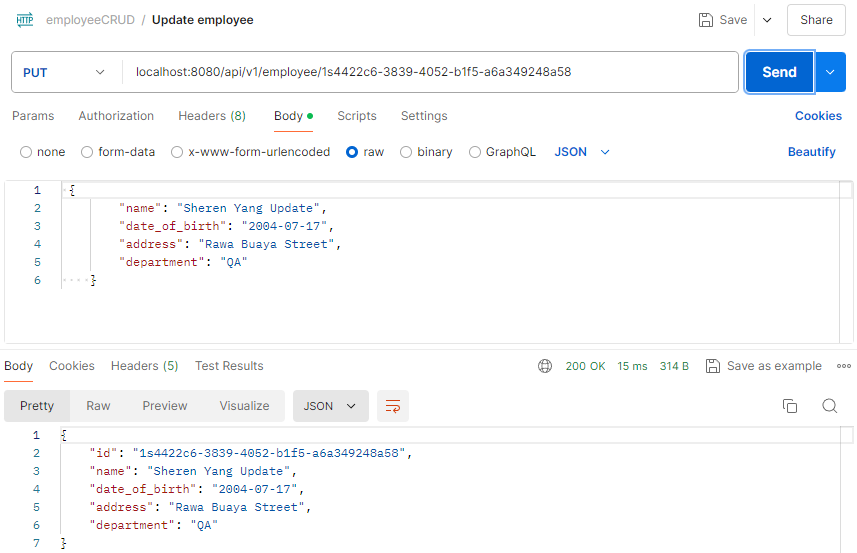 HTTP employeeCRUD / Update employee Save Share
PUT localhost:8080/api/v1/employee/1s4422c6-3839-4052-b1f5-a6a349248a58 Send
Params Authorization Headers (8) Body Scripts Settings Cookies
none form-data x-www-form-urlencoded raw binary GraphQL JSON Beautify
1 {
2 "name": "Sheren Yang Update",
3 "date_of_birth": "2004-07-17",
4 "address": "Rawa Buaya Street",
5 "department": "QA"
6 }
Body Cookies Headers (5) Test Results 200 OK 15 ms 314 B Save as example
Pretty Raw Preview Visualize JSON
1 {
2 "id": "1s4422c6-3839-4052-b1f5-a6a349248a58",
3 "name": "Sheren Yang Update",
4 "date_of_birth": "2004-07-17",
5 "address": "Rawa Buaya Street",
6 "department": "QA"
7 }